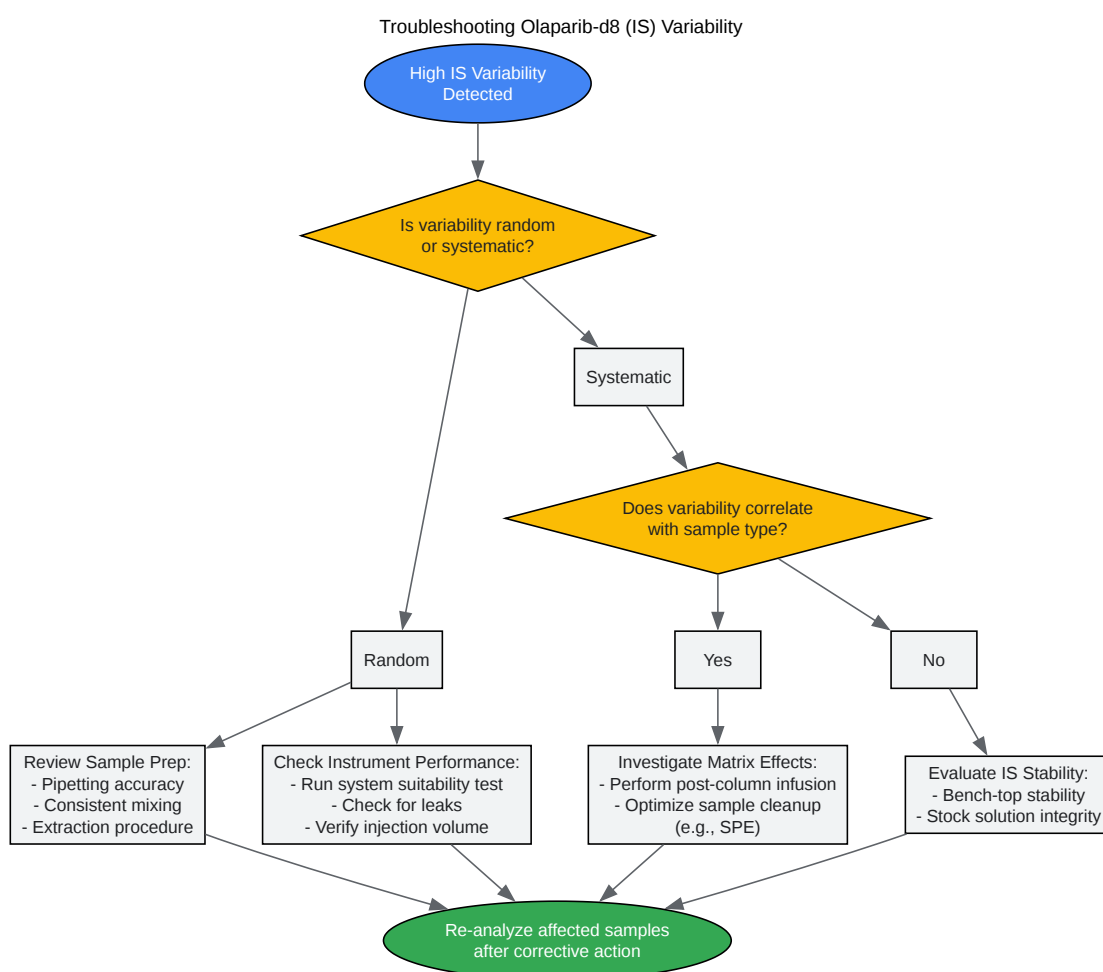 Troubleshooting Olaparib-d8 (IS) Variability
High IS Variability
Detected
Is variability random
or systematic?
Systematic
Does variability correlate
with sample type?
Random
Yes
No
Review Sample Prep:
- Pipetting accuracy
- Consistent mixing
- Extraction procedure
Check Instrument Performance:
- Run system suitability test
- Check for leaks
- Verify injection volume
Investigate Matrix Effects:
- Perform post-column infusion
- Optimize sample cleanup
(e.g., SPE)
Evaluate IS Stability:
- Bench-top stability
- Stock solution integrity
Re-analyze affected samples
after corrective action